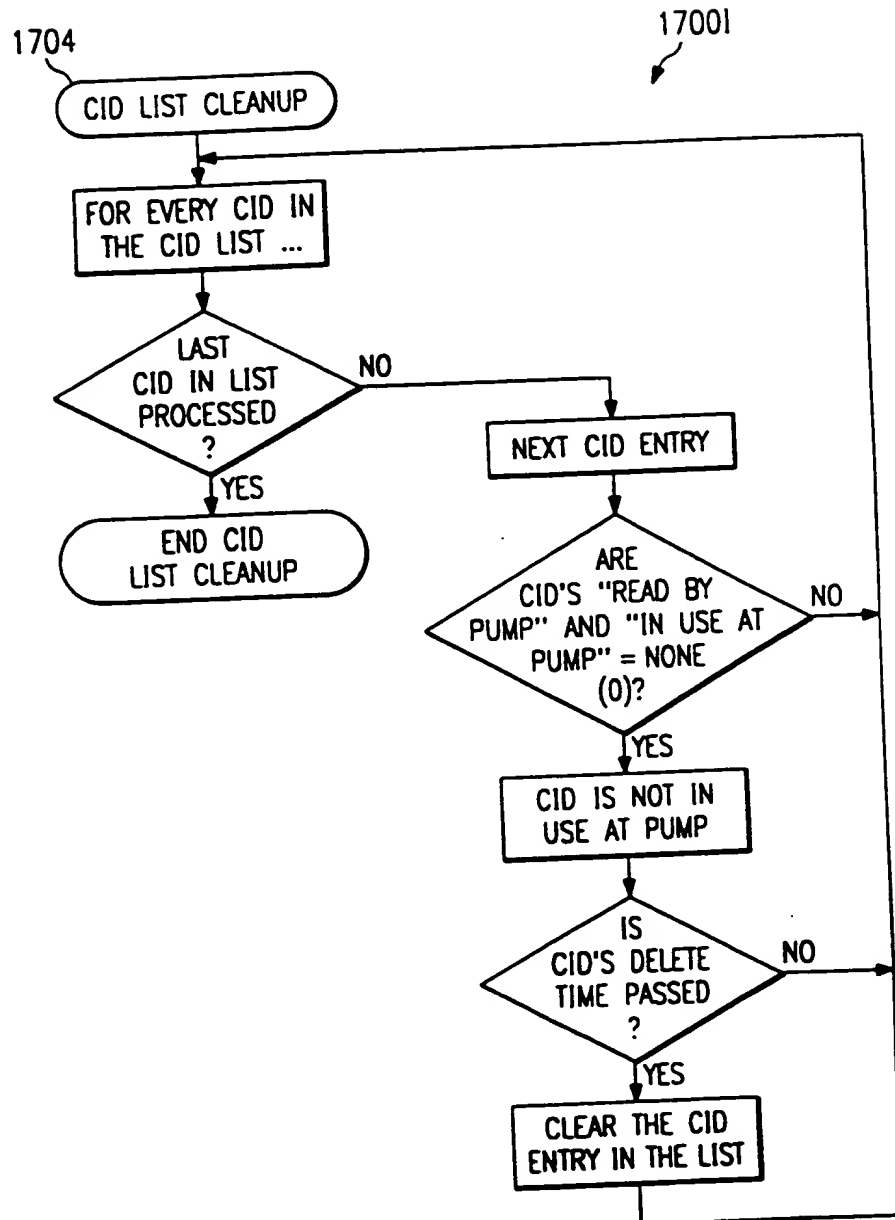 1704
1700I
CID LIST CLEANUP
FOR EVERY CID IN
THE CID LIST ...
LAST
CID IN LIST
PROCESSED
?
NO
YES
END CID
LIST CLEANUP
NEXT CID ENTRY
ARE
CID'S "READ BY
PUMP" AND "IN USE AT
PUMP" = NONE
(0)?
NO
YES
CID IS NOT IN
USE AT PUMP
IS
CID'S DELETE
TIME PASSED
?
NO
YES
CLEAR THE CID
ENTRY IN THE LIST